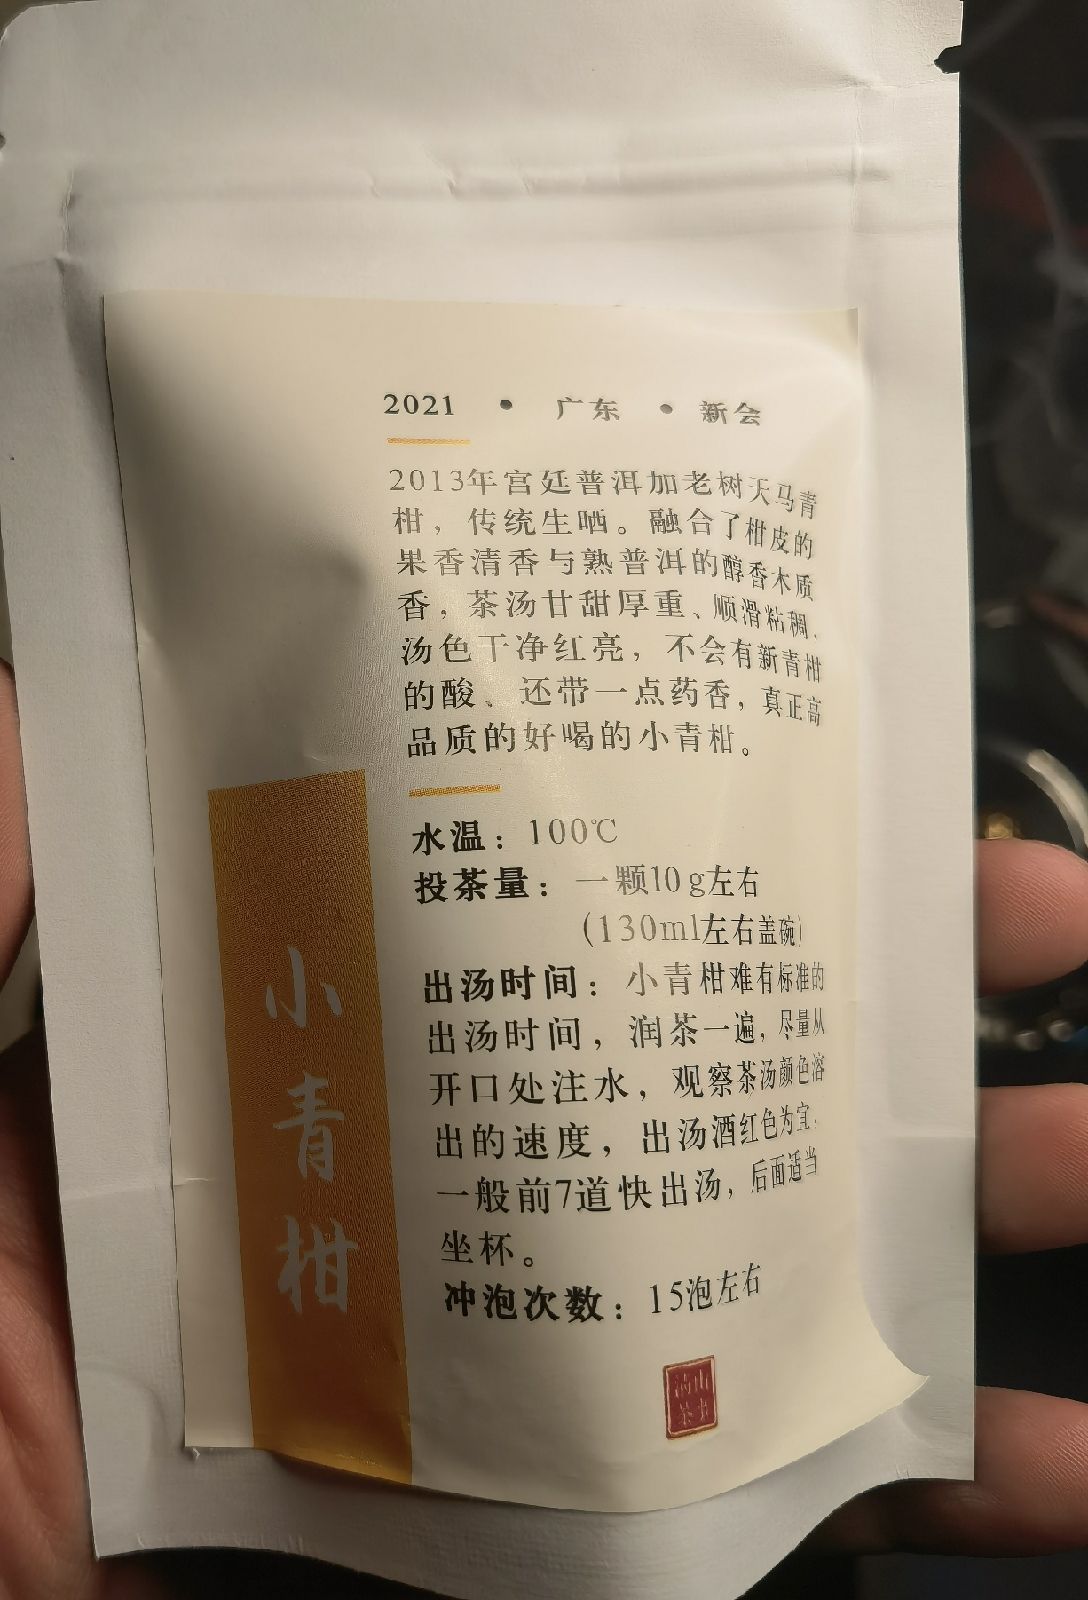 2021 • 广东 • 新会
2013年宫廷普洱加老树天马青
柑，传统生晒。融合了柑皮的
果香清香与熟普洱的醇香木质
香，茶汤甘甜厚重、顺滑粘稠、
汤色干净红亮，不会有新青柑
的酸、还带一点药香，真正高
品质的好喝的小青柑。
水温：100℃
投茶量：一颗10g左右
(130ml左右盖碗)
出汤时间：小青柑难有标准的
出汤时间，润茶一遍，尽量从
开口处注水，观察茶汤颜色溶
出的速度，出汤酒红色为宜，
一般前7道快出汤，后面适当
坐杯。
冲泡次数：15泡左右
小青柑